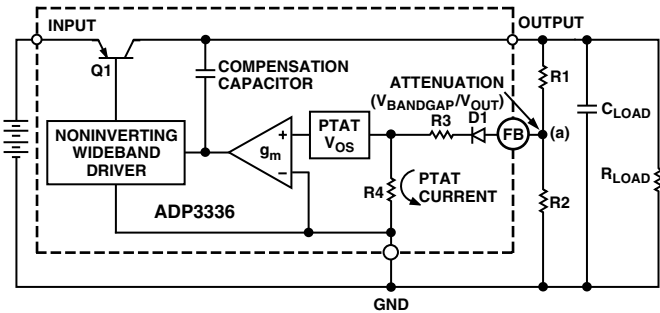 INPUT
OUTPUT
Q1
COMPENSATION
CAPACITOR
ATTENUATION
(VBANDGAP/VOUT)
R1
CLOAD
NONINVERTING
WIDEBAND
DRIVER
gm
+
−
PTAT
VOS
R3
D1
FB
(a)
R4
PTAT
CURRENT
R2
RLOAD
ADP3336
GND